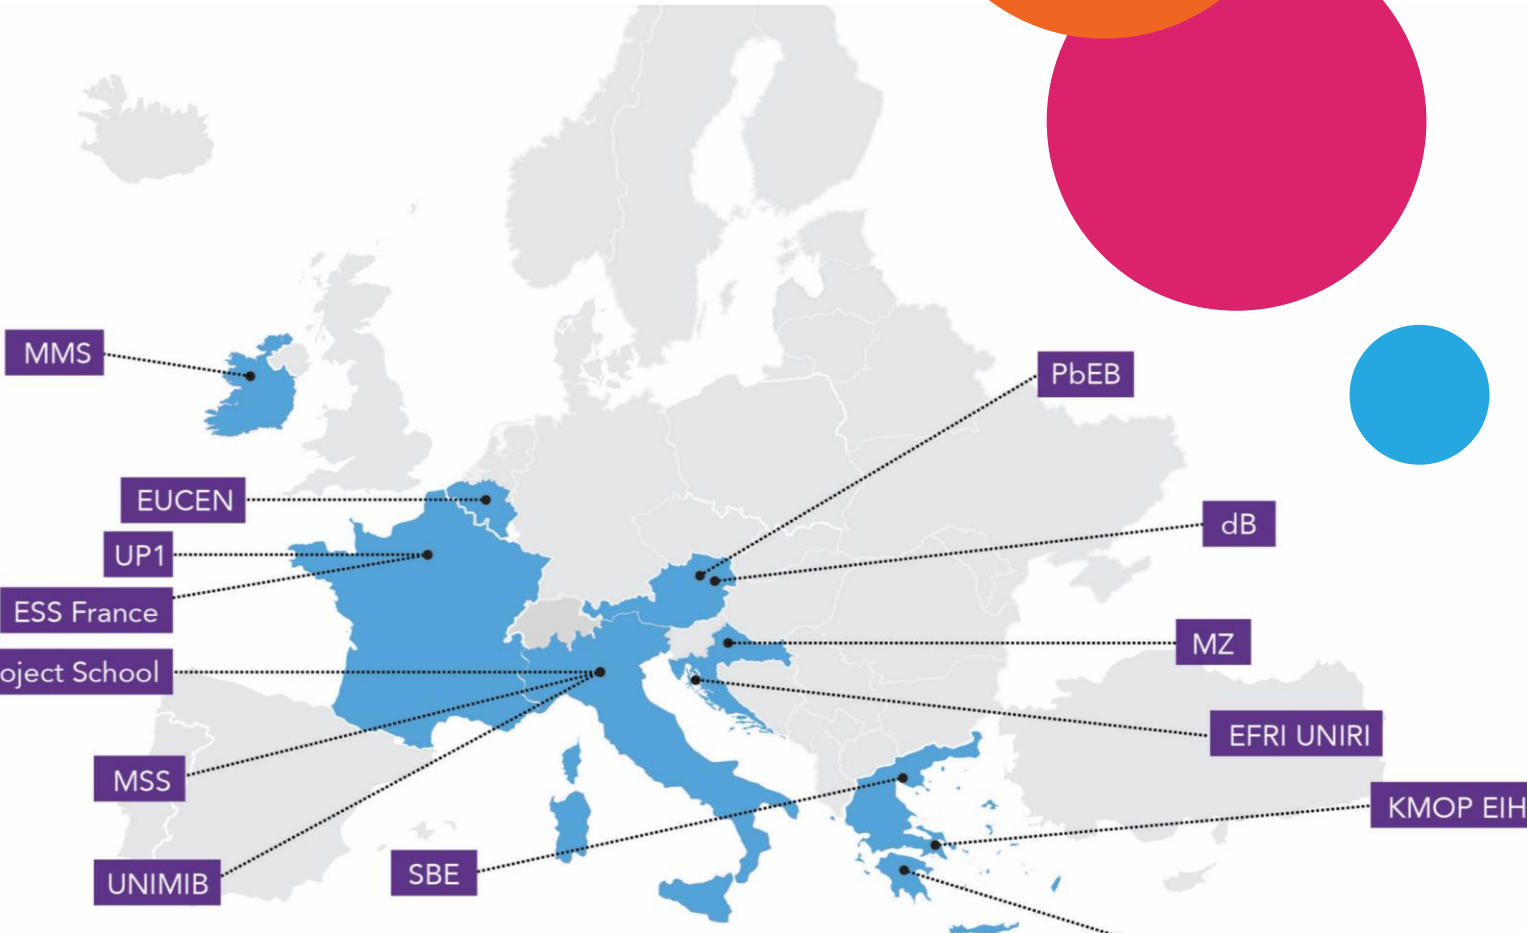 MMS
PbEB
EUCEN
dB
UP1
ESS France
MZ
oject School
EFRI UNIRI
MSS
KMOP EIH
SBE
UNIMIB